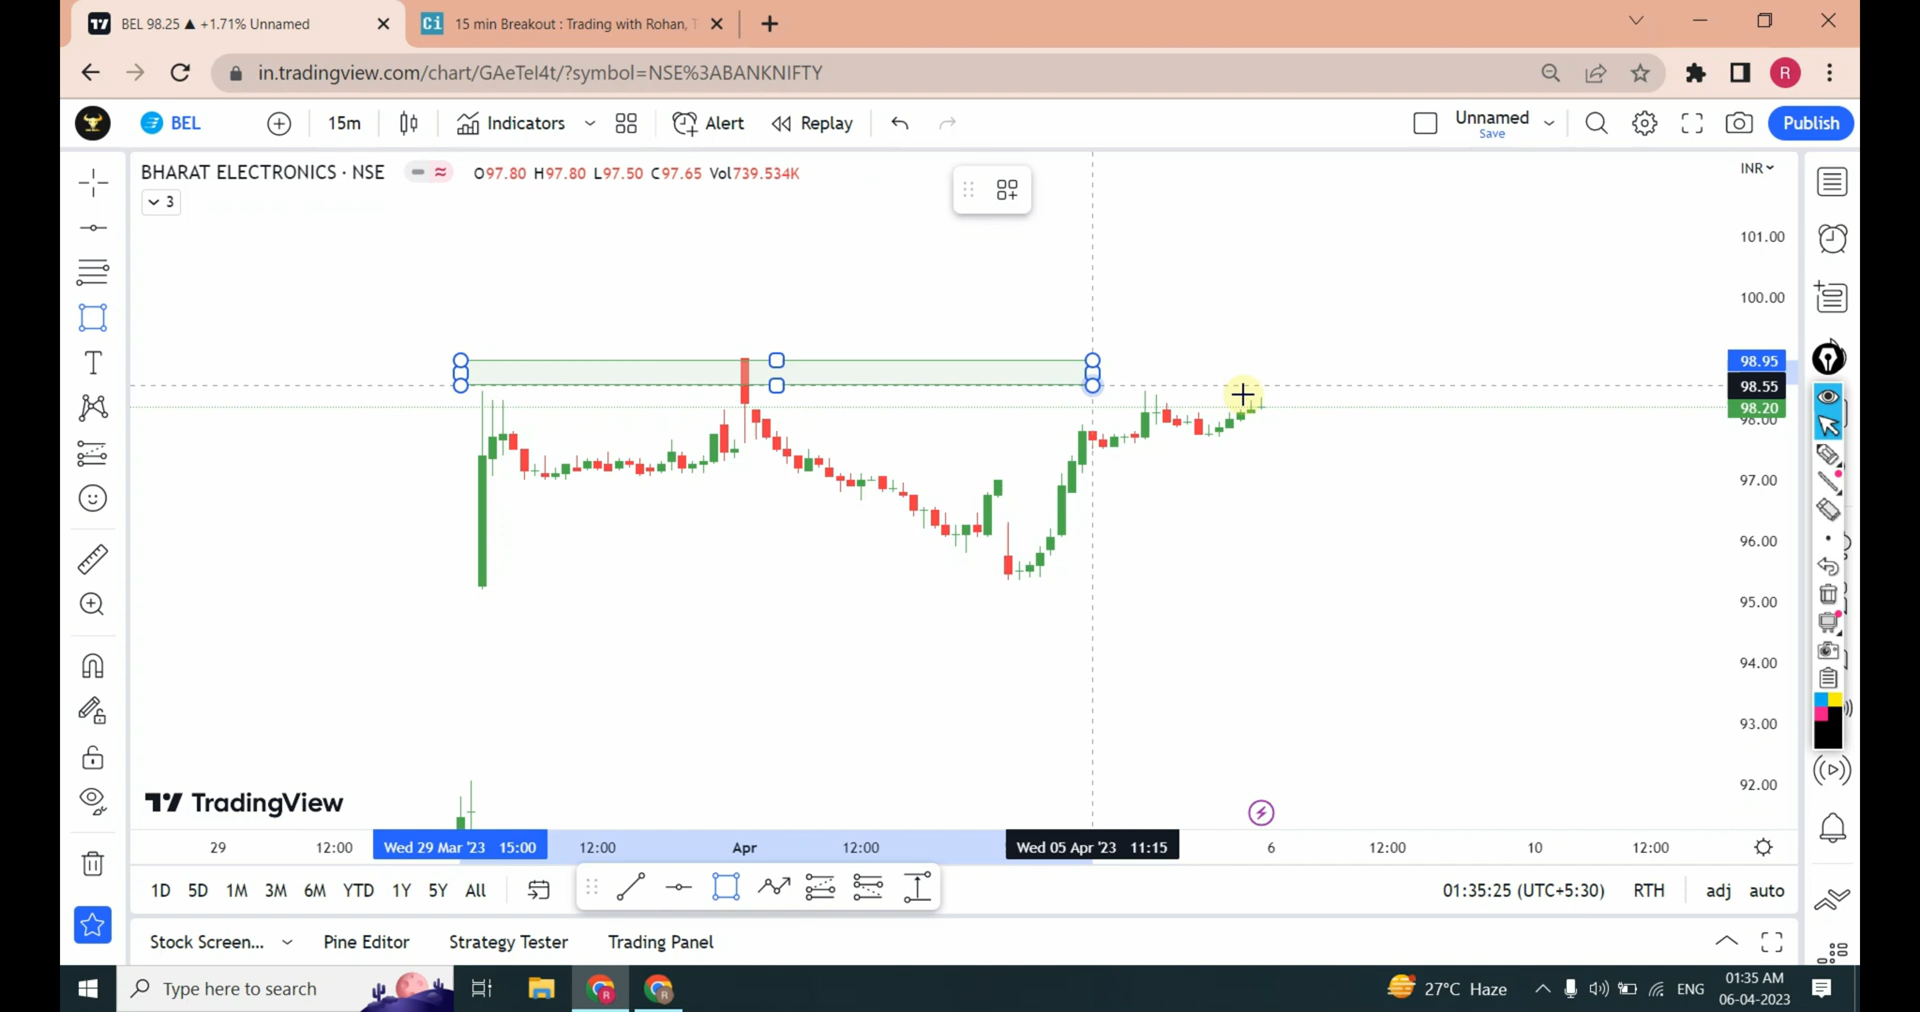 BEL 98.25 ▲ +1.71% Unnamed
15 min Breakout : Trading with Rohan,
in.tradingview.com/chart/GAeTeI4t/?symbol=NSE%3ABANKNIFTY
R
BEL
15m
Indicators
Alert
Replay
Unnamed
Save
Publish
BHARAT ELECTRONICS · NSE
O97.80 H97.80 L97.50 C97.65 Vol739.534K
3
INR
101.00
100.00
98.95
98.55
98.20
98.00
97.00
96.00
95.00
94.00
93.00
92.00
TradingView
29
12:00
Wed 29 Mar '23 15:00
12:00
Apr
12:00
Wed 05 Apr '23 11:15
6
12:00
10
12:00
1D 5D 1M 3M 6M YTD 1Y 5Y All
01:35:25 (UTC+5:30) RTH adj auto
Stock Screen... Pine Editor Strategy Tester Trading Panel
Type here to search
27°C Haze
ENG
01:35 AM
06-04-2023